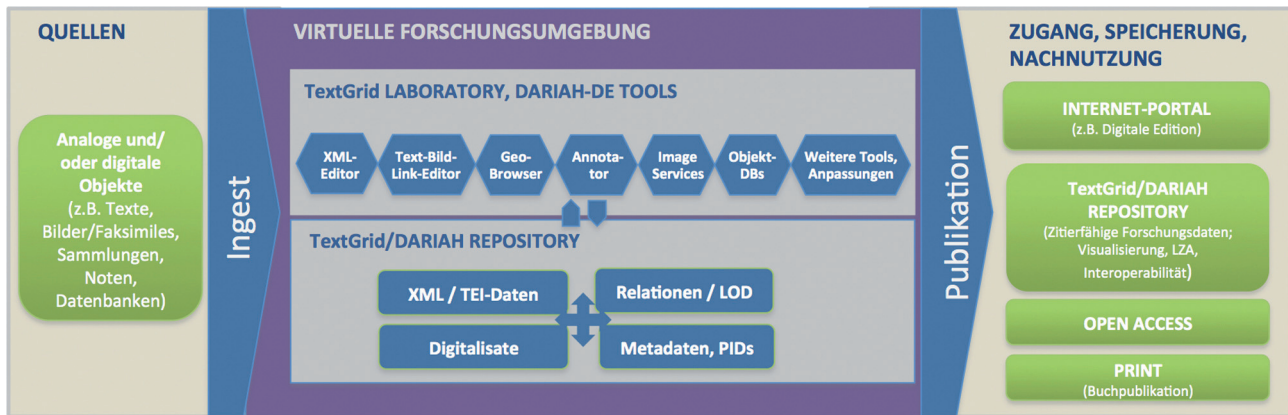 QUELLEN
Analoge und/
oder digitale
Objekte
(z.B. Texte,
Bilder/Faksimiles,
Sammlungen,
Noten,
Datenbanken)
Ingest
VIRTUELLE FORSCHUNGSUMGEBUNG
TextGrid LABORATORY, DARIAH-DE TOOLS
XML-
Editor
Text-Bild-
Link-Editor
Geo-
Browser
Annota-
tor
Image
Services
Objekt-
DBs
Weitere Tools,
Anpassungen
TextGrid/DARIAH REPOSITORY
XML / TEI-Daten
Relationen / LOD
Digitalisate
Metadaten, PIDs
Publikation
ZUGANG, SPEICHERUNG,
NACHNUTZUNG
INTERNET-PORTAL
(z.B. Digitale Edition)
TextGrid/DARIAH
REPOSITORY
(Zitierfähige Forschungsdaten;
Visualisierung, LZA,
Interoperabilität)
OPEN ACCESS
PRINT
(Buchpublikation)